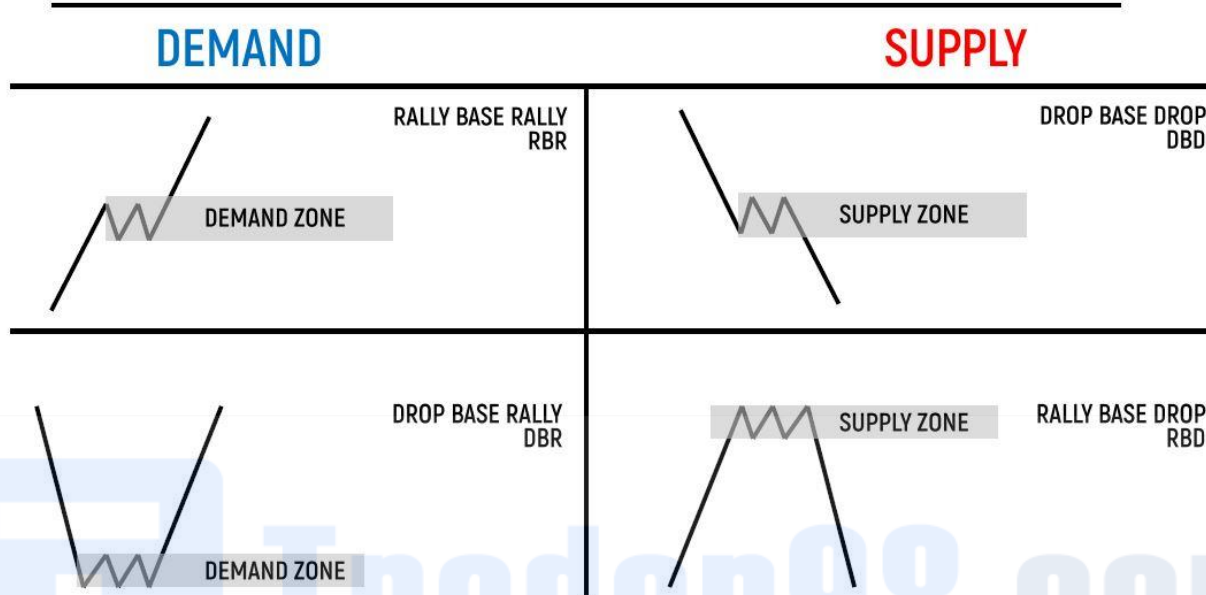 DEMAND
SUPPLY
RALLY BASE RALLY
RBR
DEMAND ZONE
DROP BASE DROP
DBD
SUPPLY ZONE
DROP BASE RALLY
DBR
DEMAND ZONE
SUPPLY ZONE
RALLY BASE DROP
RBD